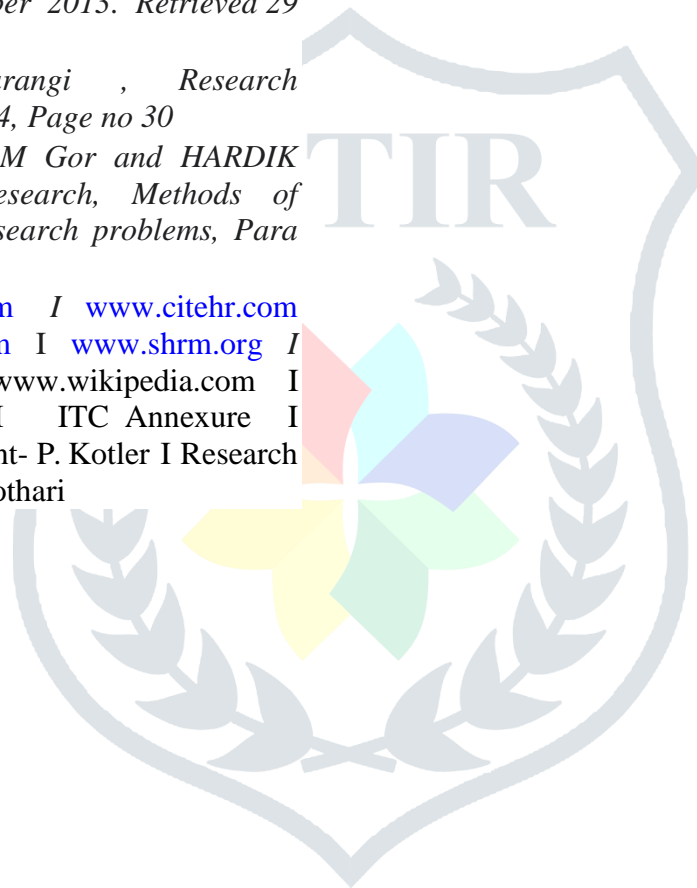 ber 2013. Retrieved 29
arangi , Research
4, Page no 30
M Gor and HARDIK
esearch, Methods of
search problems, Para
m I www.citehr.com
m I www.shrm.org I
www.wikipedia.com I
I ITC Annexure I
nt- P. Kotler I Research
othari
TIR